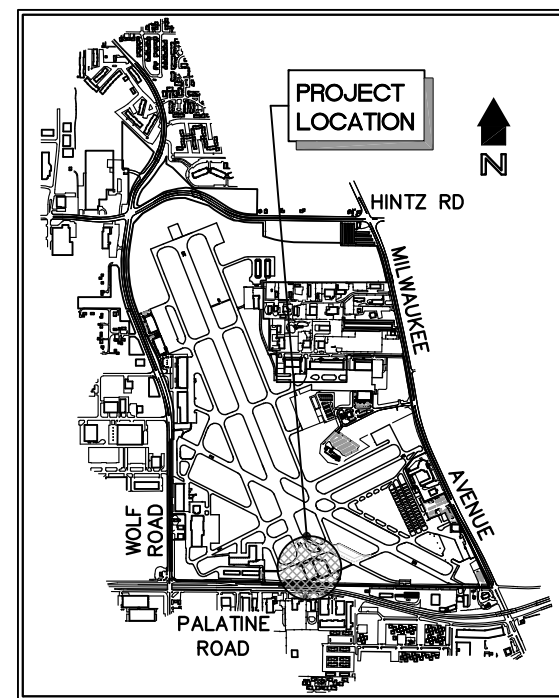 PROJECT
LOCATION
N
HINTZ RD
MILWAUKEE
AVENUE
WOLF
ROAD
PALATINE
ROAD